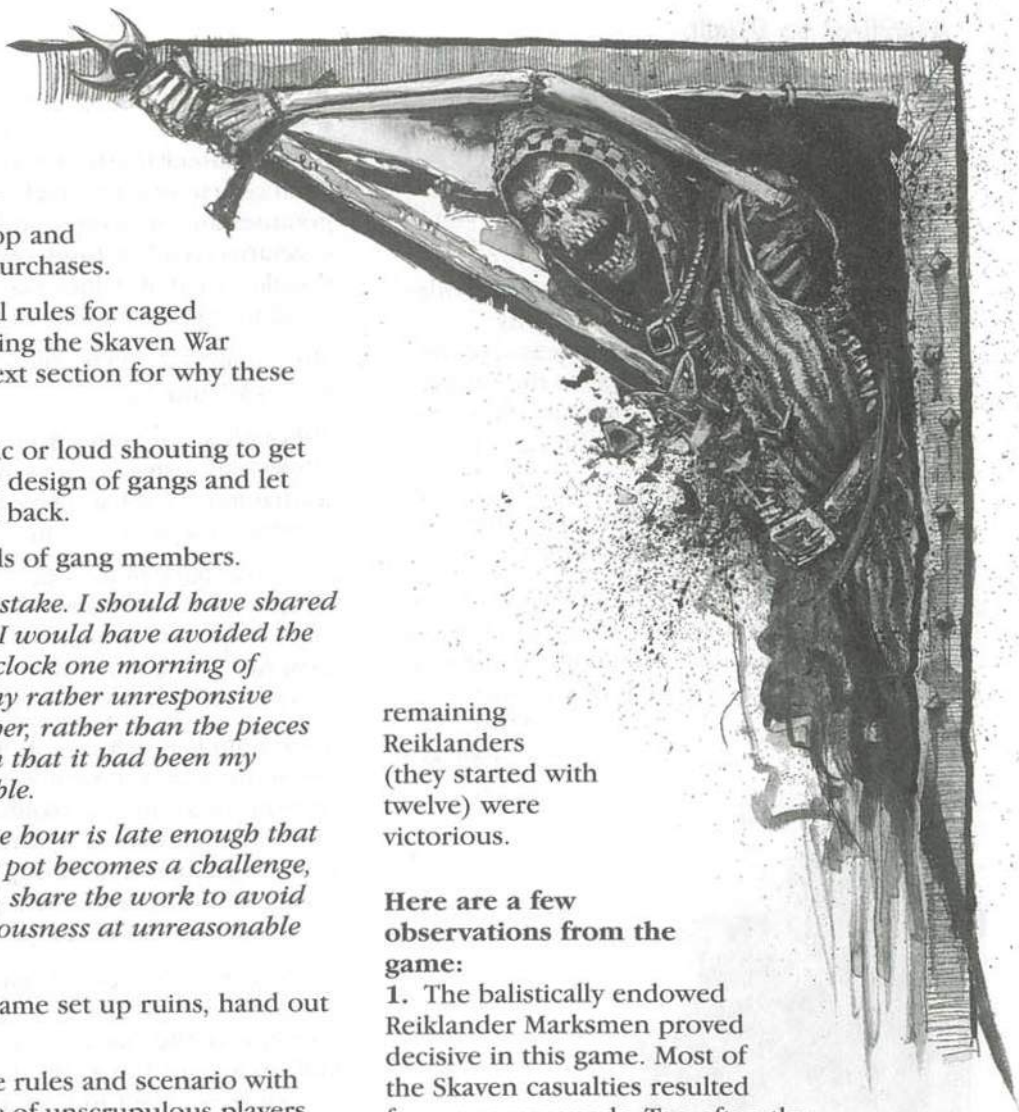 op and
urchases.
l rules for caged
ing the Skaven War
ext section for why these
ic or loud shouting to get
design of gangs and let
back.
ls of gang members.
stake. I should have shared
I would have avoided the
clock one morning of
ny rather unresponsive
er, rather than the pieces
that it had been my
ble.
e hour is late enough that
pot becomes a challenge,
share the work to avoid
ousness at unreasonable
ame set up ruins, hand out
e rules and scenario with
of unscrupulous players
remaining
Reiklanders
(they started with
twelve) were
victorious.
Here are a few
observations from the
game:
1. The balistically endowed
Reiklander Marksmen proved
decisive in this game. Most of
the Skaven casualties resulted